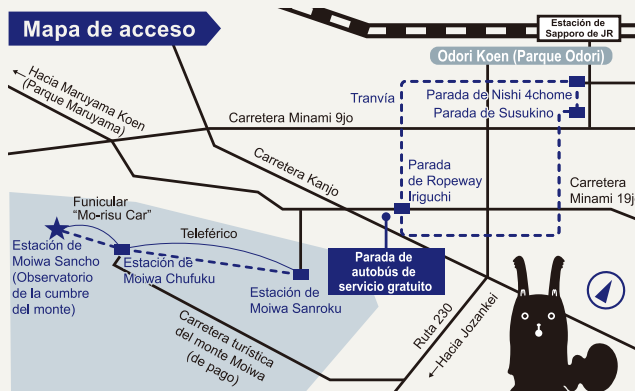 Mapa de acceso
Estación de
Sapporo de JR
Odori Koen (Parque Odori)
←Hacia Maruyama Koen
(Parque Maruyama)
Tranvía
Parada de Nishi 4chome
Parada de Susukino
Carretera Minami 9jo
Carretera Kanjo
Parada
de Ropeway
Iriguchi
Carretera
Minami 19jo
Funicular
"Mo-risu Car"
Teleférico
Estación de
Moiwa Sancho
(Observatorio
de la cumbre
del monte)
Estación de
Moiwa Chufuku
Estación de
Moiwa Sanroku
Parada de
autobús de
servicio gratuito
Carretera turística
del monte Moiwa
(de pago)
Ruta 230
←Hacia Jozankei